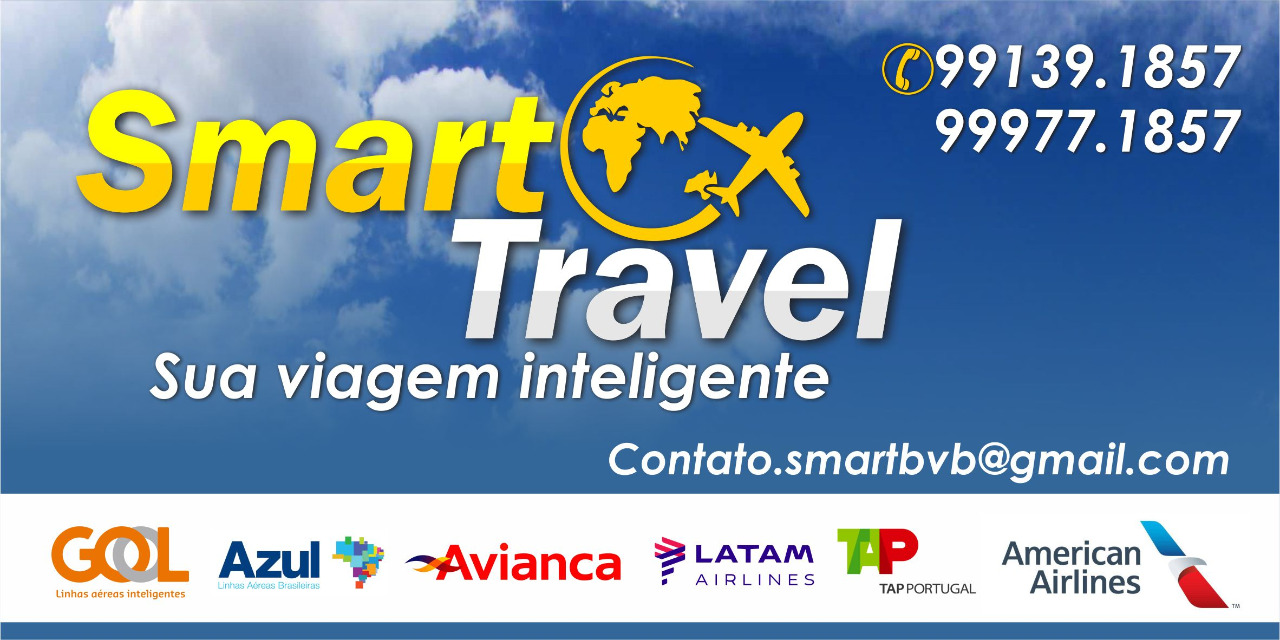 99139.1857
99977.1857
Smart
Travel
Sua viagem inteligente
Contato.smartbvb@gmail.com
GOL
Linhas aéreas inteligentes
Azul
Linhas Aéreas Brasileiras
Avianca
LATAM
AIRLINES
TAP
TAP PORTUGAL
American
Airlines
TM